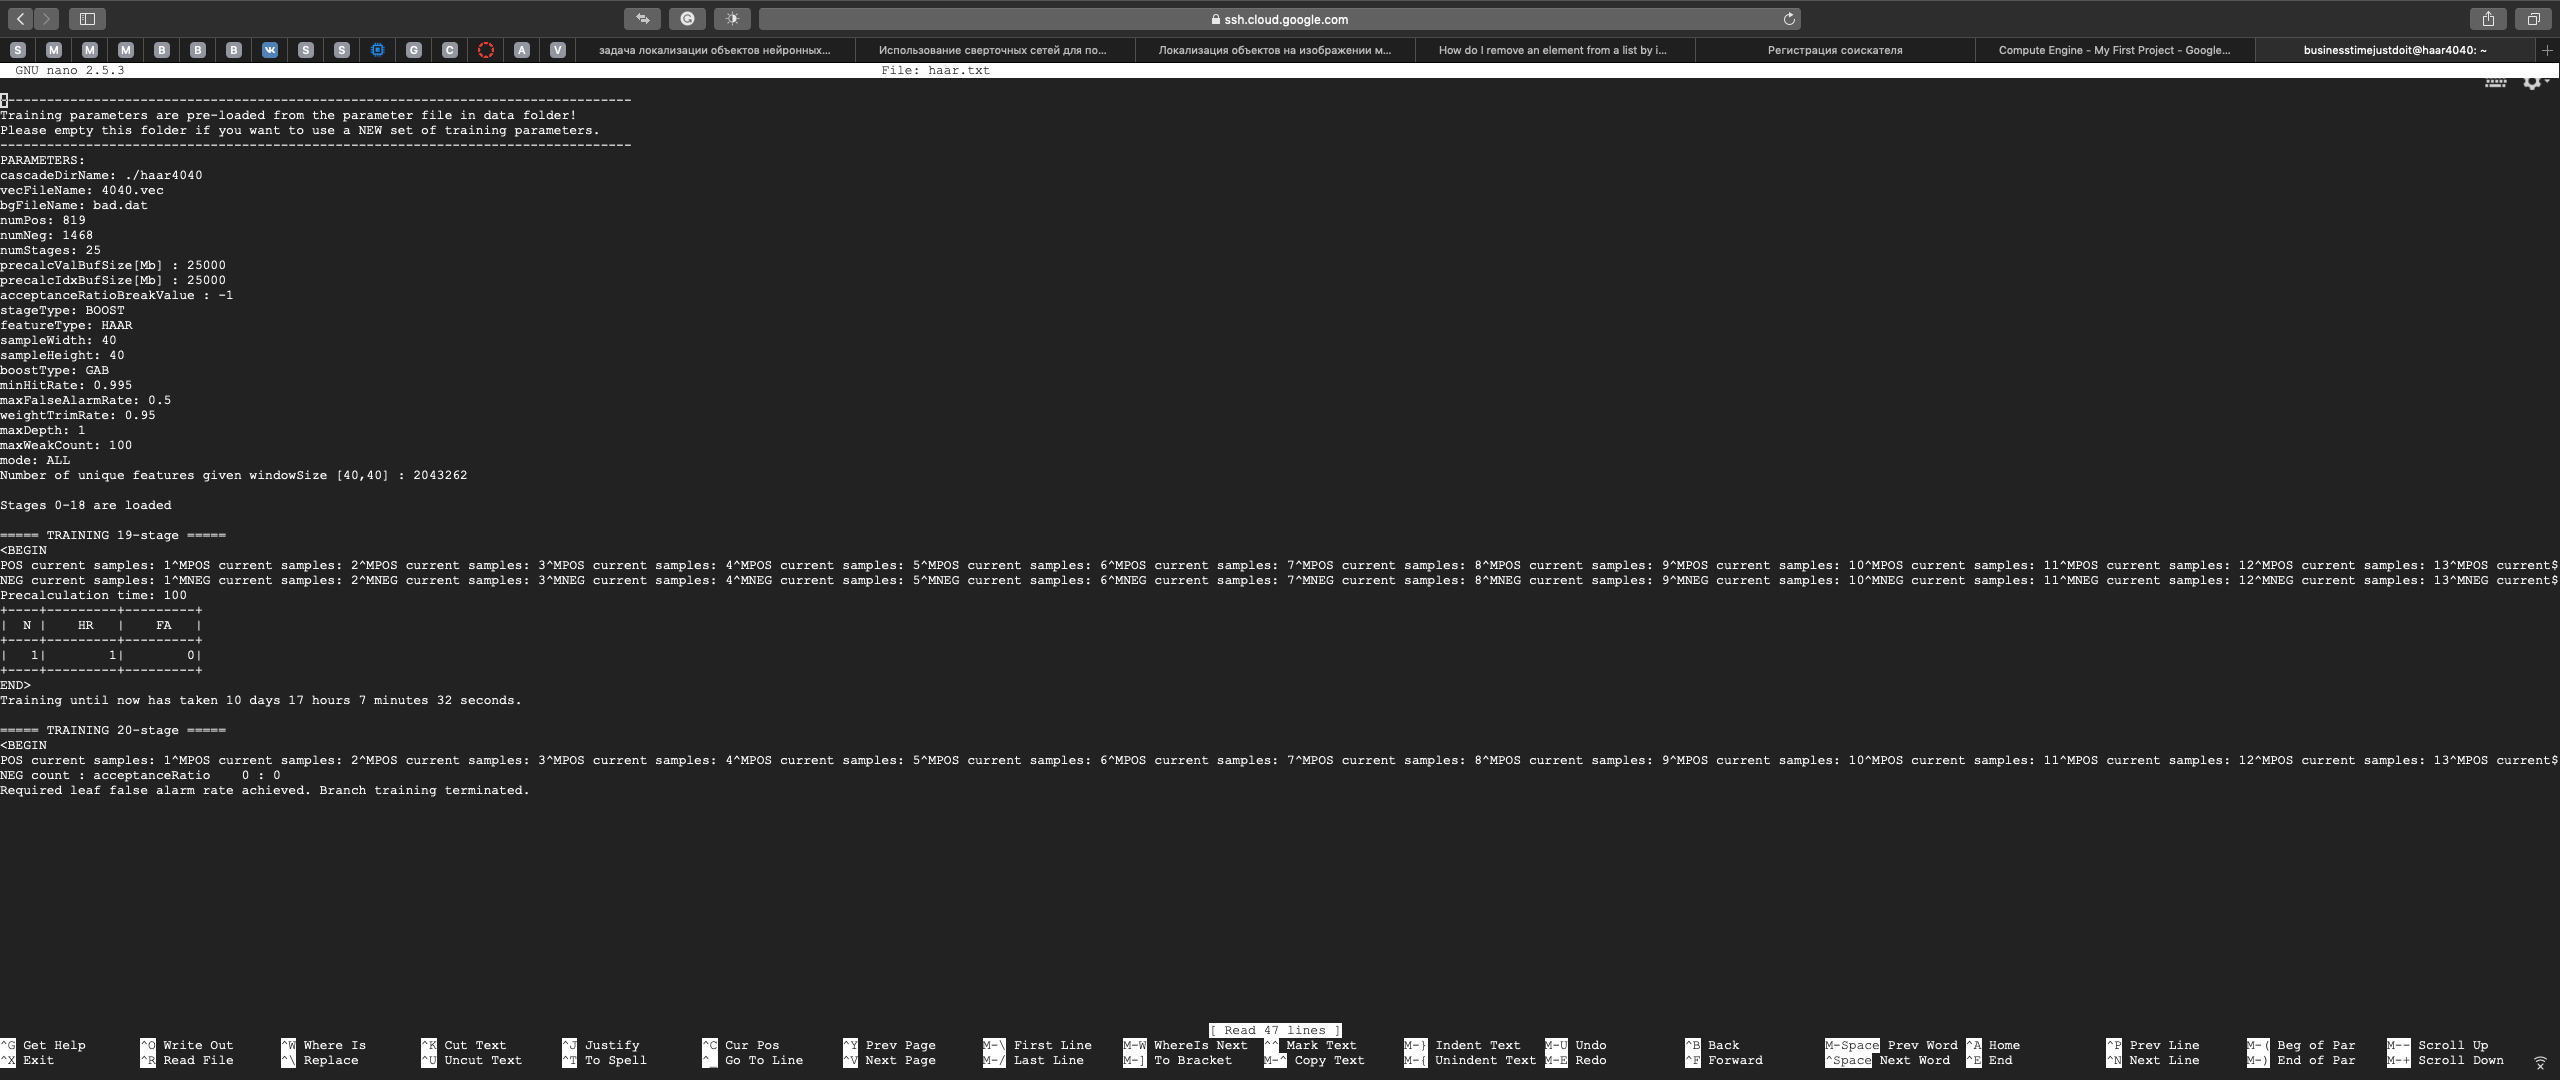 ssh.cloud.google.com
S M M M B B B S S G C A V задача локализации объектов нейронных... Использование сверточных сетей для по... Локализация объектов на изображении м... How do I remove an element from a list by i... Регистрация соискателя Compute Engine - My First Project - Google... businesstimejustdoit@haar4040: ~
GNU nano 2.5.3 File: haar.txt
--------------------------------------------------------------------------------
Training parameters are pre-loaded from the parameter file in data folder!
Please empty this folder if you want to use a NEW set of training parameters.
--------------------------------------------------------------------------------
PARAMETERS:
cascadeDirName: ./haar4040
vecFileName: 4040.vec
bgFileName: bad.dat
numPos: 819
numNeg: 1468
numStages: 25
precalcValBufSize[Mb] : 25000
precalcIdxBufSize[Mb] : 25000
acceptanceRatioBreakValue : -1
stageType: BOOST
featureType: HAAR
sampleWidth: 40
sampleHeight: 40
boostType: GAB
minHitRate: 0.995
maxFalseAlarmRate: 0.5
weightTrimRate: 0.95
maxDepth: 1
maxWeakCount: 100
mode: ALL
Number of unique features given windowSize [40,40] : 2043262
Stages 0-18 are loaded
===== TRAINING 19-stage =====
<BEGIN
POS current samples: 1^MPOS current samples: 2^MPOS current samples: 3^MPOS current samples: 4^MPOS current samples: 5^MPOS current samples: 6^MPOS current samples: 7^MPOS current samples: 8^MPOS current samples: 9^MPOS current samples: 10^MPOS current samples: 11^MPOS current samples: 12^MPOS current samples: 13^MPOS current$
NEG current samples: 1^MNEG current samples: 2^MNEG current samples: 3^MNEG current samples: 4^MNEG current samples: 5^MNEG current samples: 6^MNEG current samples: 7^MNEG current samples: 8^MNEG current samples: 9^MNEG current samples: 10^MNEG current samples: 11^MNEG current samples: 12^MNEG current samples: 13^MNEG current$
Precalculation time: 100
+----+---------+---------+
| N | HR | FA |
+----+---------+---------+
| 1| 1| 0|
+----+---------+---------+
END>
Training until now has taken 10 days 17 hours 7 minutes 32 seconds.
===== TRAINING 20-stage =====
<BEGIN
POS current samples: 1^MPOS current samples: 2^MPOS current samples: 3^MPOS current samples: 4^MPOS current samples: 5^MPOS current samples: 6^MPOS current samples: 7^MPOS current samples: 8^MPOS current samples: 9^MPOS current samples: 10^MPOS current samples: 11^MPOS current samples: 12^MPOS current samples: 13^MPOS current$
NEG count : acceptanceRatio 0 : 0
Required leaf false alarm rate achieved. Branch training terminated.
[ Read 47 lines ]
^G Get Help ^O Write Out ^W Where Is ^K Cut Text ^J Justify ^C Cur Pos ^Y Prev Page M-\ First Line M-W WhereIs Next ^^ Mark Text M-} Indent Text M-U Undo ^B Back M-Space Prev Word ^A Home ^P Prev Line M-( Beg of Par M-- Scroll Up
^X Exit ^R Read File ^\ Replace ^U Uncut Text ^T To Spell ^_ Go To Line ^V Next Page M-/ Last Line M-] To Bracket M-^ Copy Text M-{ Unindent Text M-E Redo ^F Forward ^Space Next Word ^E End ^N Next Line M-) End of Par M-+ Scroll Down